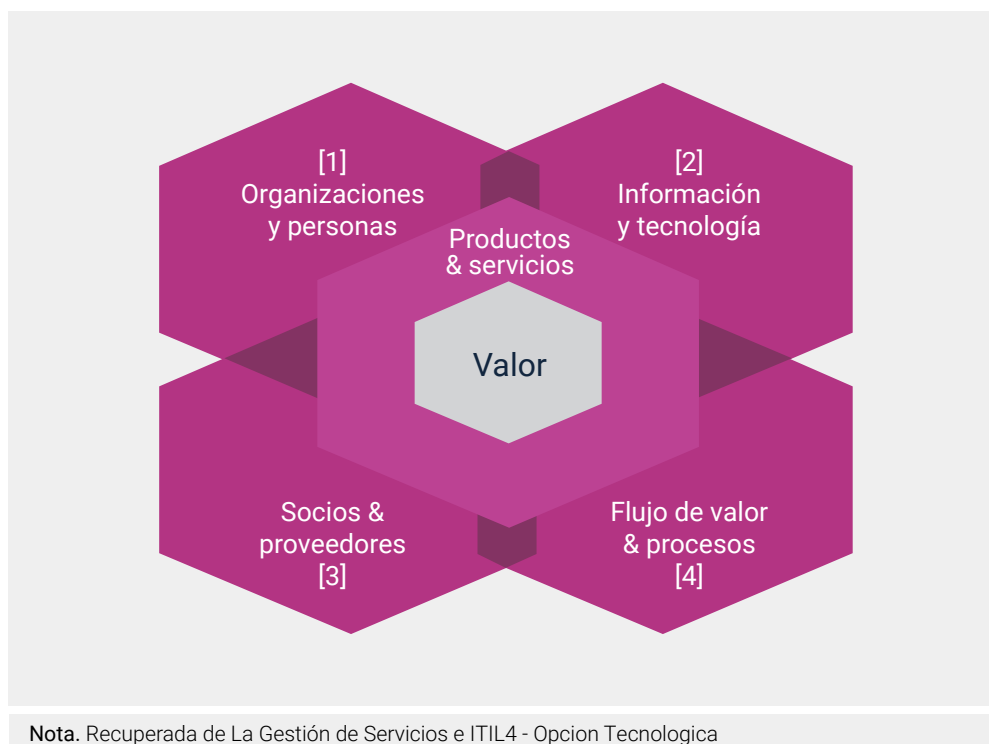 [1]
Organizaciones
y personas
[2]
Información
y tecnología
Productos
& servicios
Valor
Socios &
proveedores
[3]
Flujo de valor
& procesos
[4]
Nota. Recuperada de La Gestión de Servicios e ITIL4 - Opcion Tecnologica